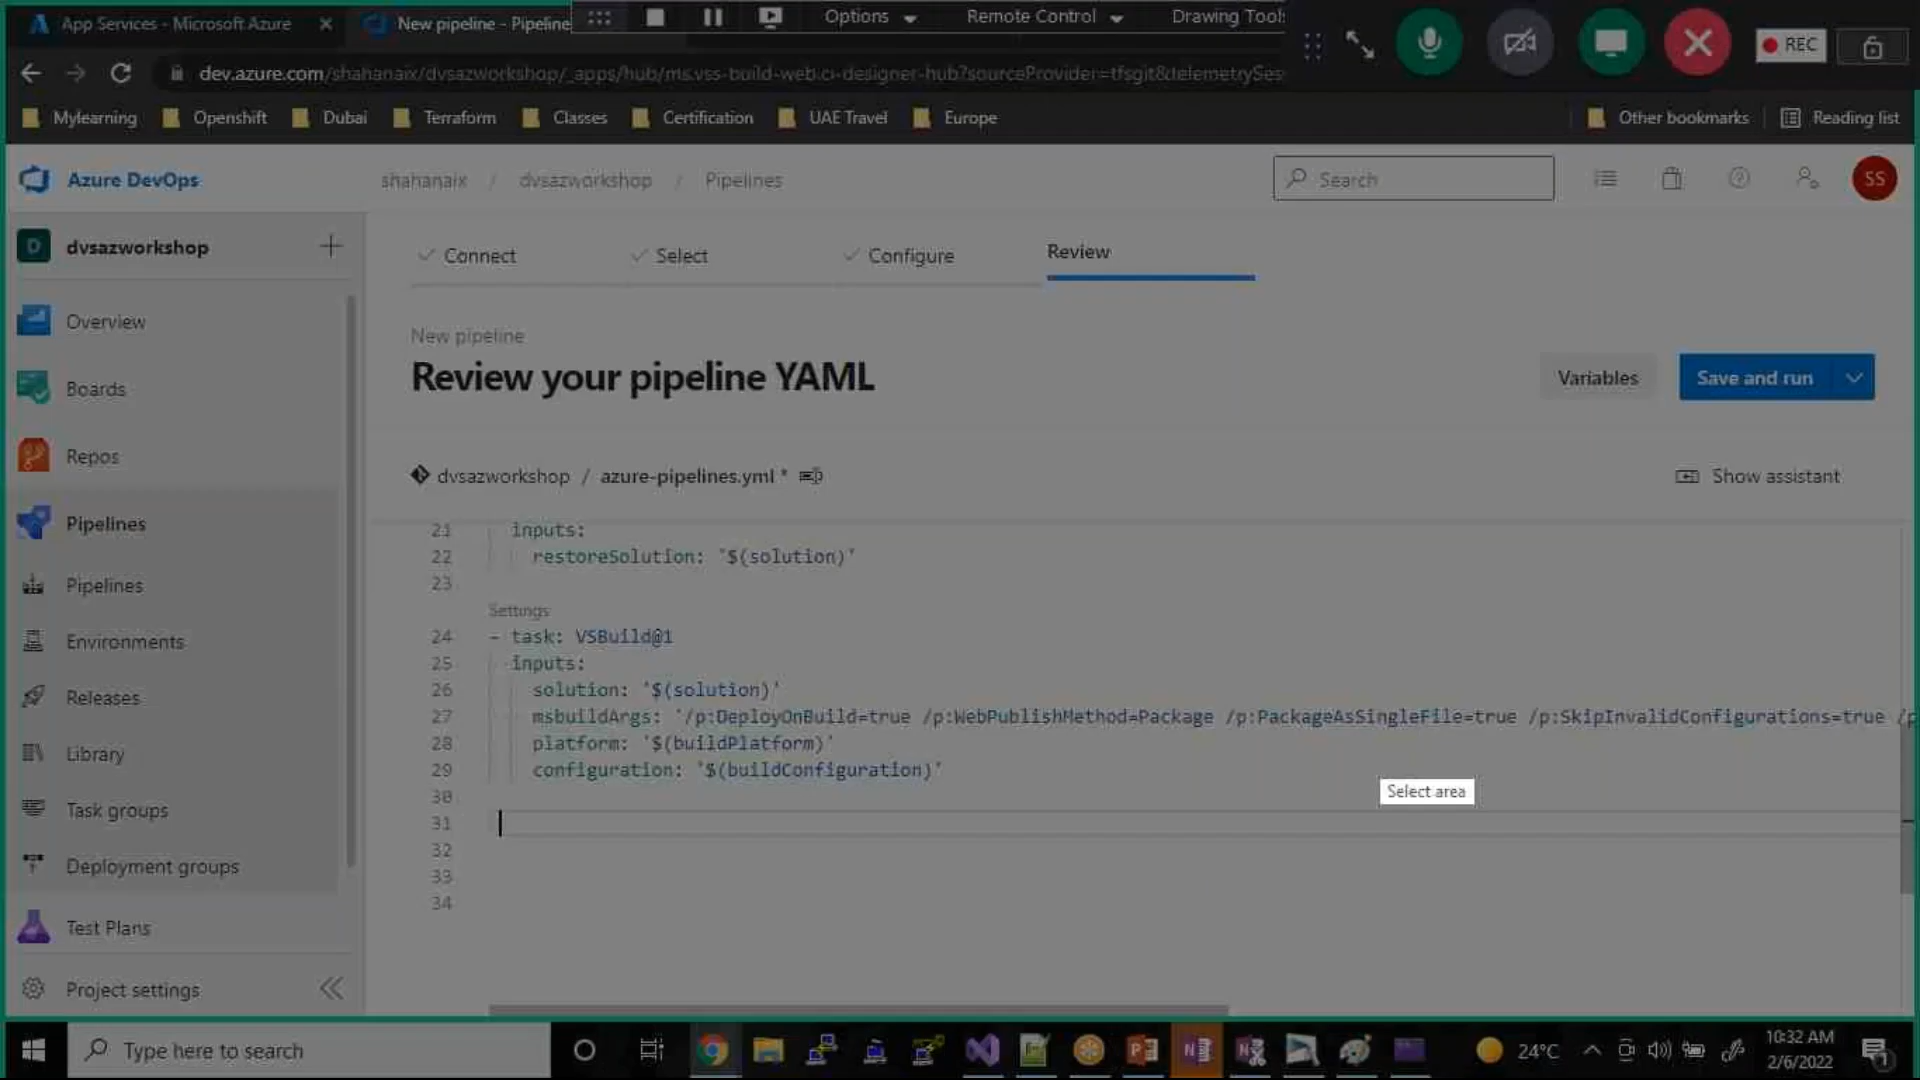 App Services - Microsoft Azure
New pipeline - Pipeline
Options
Remote Control
Drawing Tools
REC
dev.azure.com/shahanaix/dvsazworkshop/_apps/hub/ms.vss-build-web.ci-designer-hub?sourceProvider=tfsgit&telemetrySes
Mylearning
Openshift
Dubai
Terraform
Classes
Certification
UAE Travel
Europe
Other bookmarks
Reading list
Azure DevOps
shahanaix / dvsazworkshop / Pipelines
Search
SS
D
dvsazworkshop
Connect
Select
Configure
Review
Overview
Boards
Repos
Pipelines
Pipelines
Environments
Releases
Library
Task groups
Deployment groups
Test Plans
Project settings
New pipeline
Review your pipeline YAML
Variables
Save and run
dvsazworkshop / azure-pipelines.yml *
Show assistant
21 inputs:
22 restoreSolution: '$(solution)'
23
Settings
24 - task: VSBuild@1
25 inputs:
26 solution: '$(solution)'
27 msbuildArgs: '/p:DeployOnBuild=true /p:WebPublishMethod=Package /p:PackageAsSingleFile=true /p:SkipInvalidConfigurations=true /p
28 platform: '$(buildPlatform)'
29 configuration: '$(buildConfiguration)'
30
31
32
33
34
Select area
Type here to search
24°C
10:32 AM
2/6/2022
1